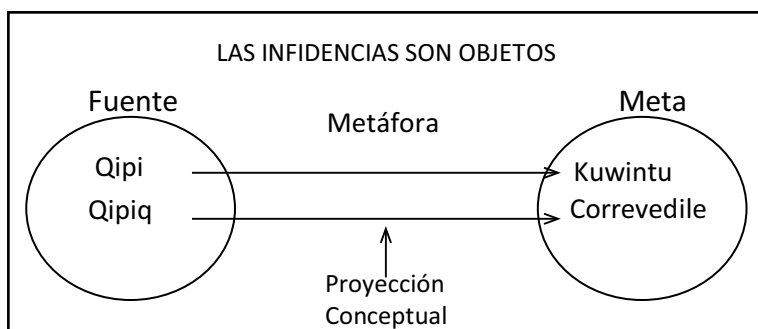 LAS INFIDENCIAS SON OBJETOS
Fuente
Meta
Metáfora
Qipi
Kuwintu
Qipiq
Correvedile
Proyección
Conceptual